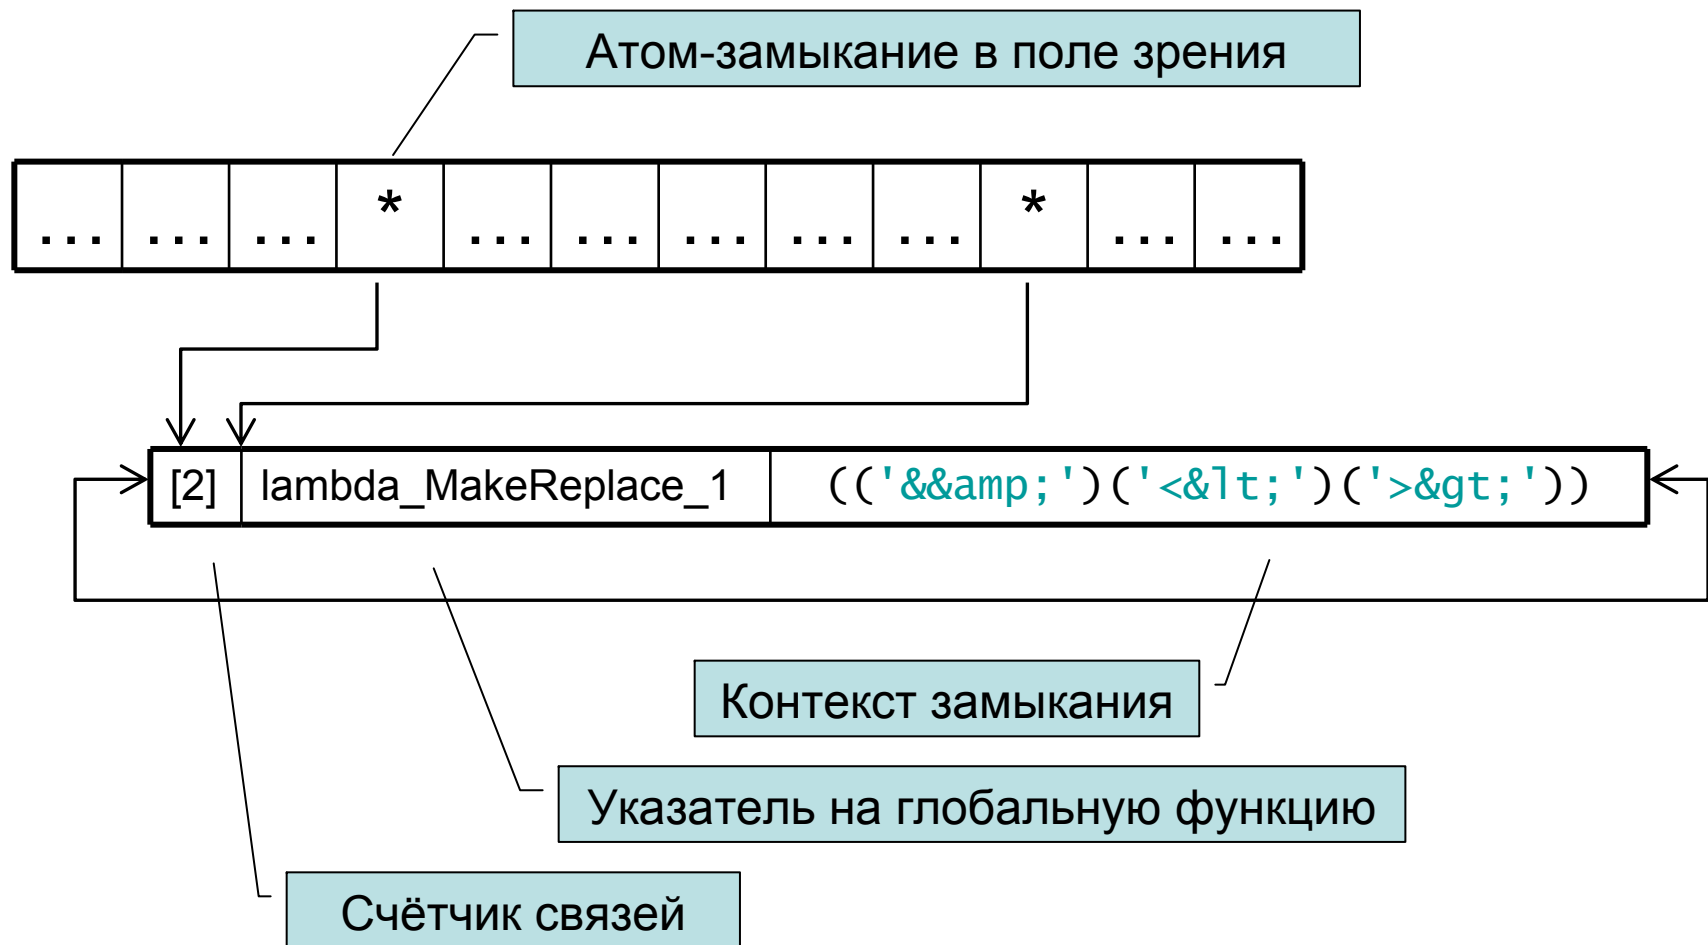 Атом-замыкание в поле зрения
... ... ... * ... ... ... ... ... * ... ...
[2] lambda_MakeReplace_1 (('&&amp;')('<&lt;')('>&gt;'))
Контекст замыкания
Указатель на глобальную функцию
Счётчик связей